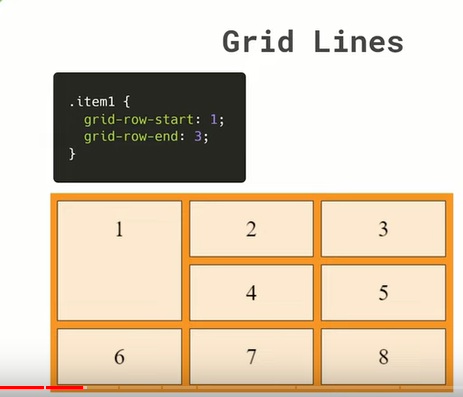 Grid Lines
.item1 {
grid-row-start: 1;
grid-row-end: 3;
}
1 2 3
4 5
6 7 8